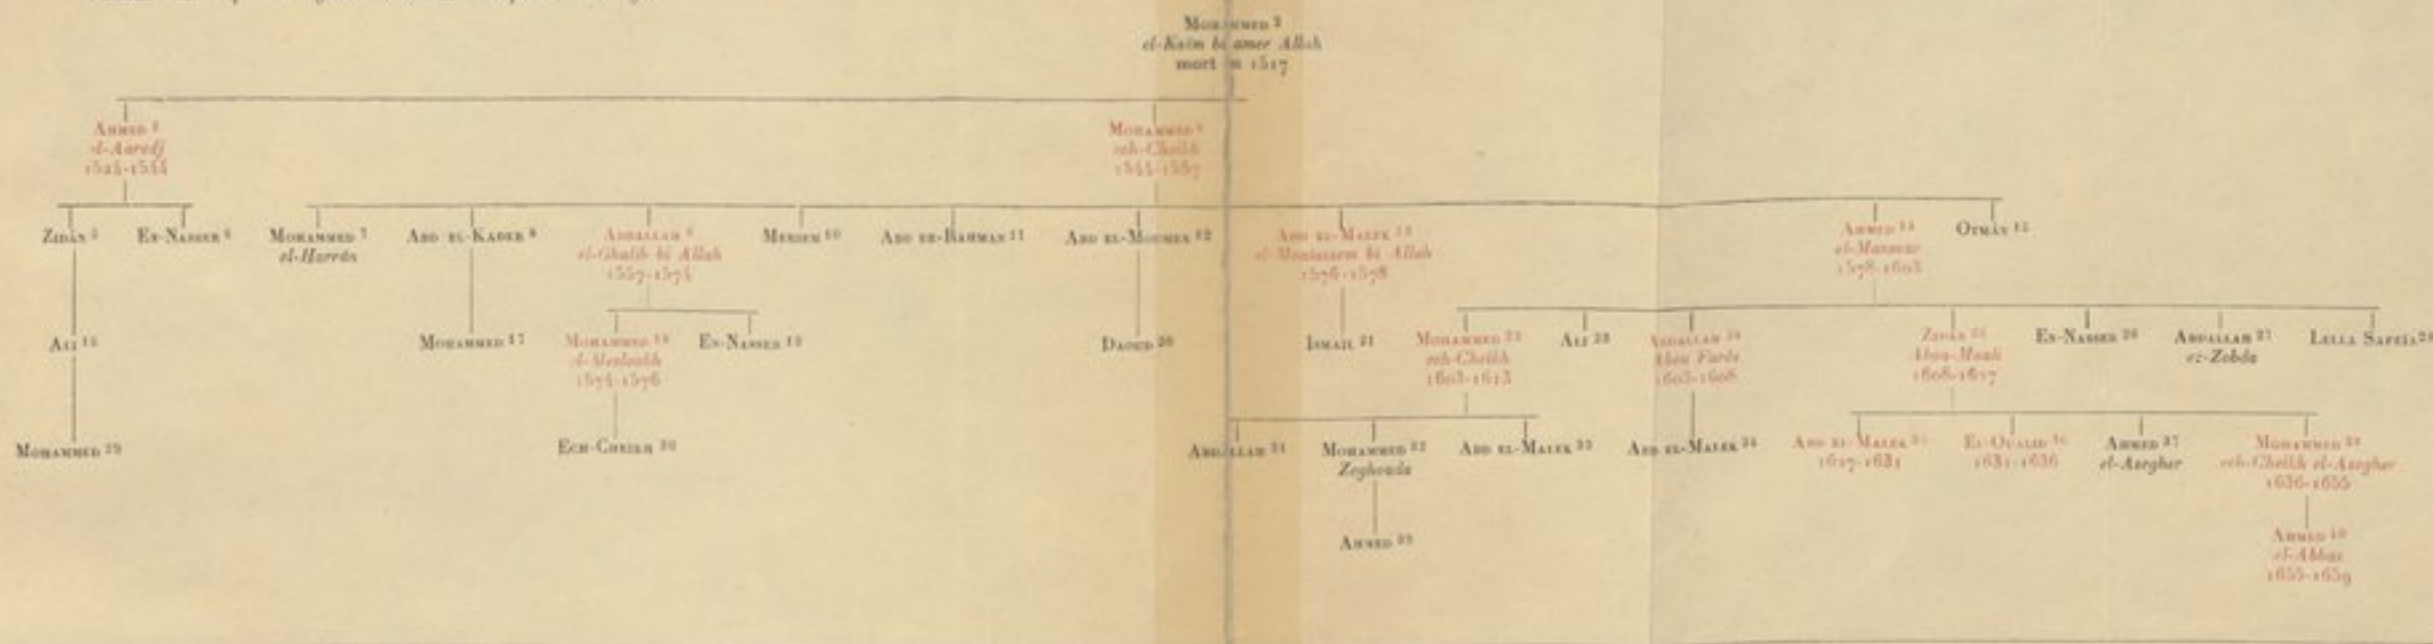 MOHAMMED 2
el-Kaïm bi amer Allah
mort en 1517
AHMED 3
el-Aaredj
1524-1544
MOHAMMED 4
ech-Cheikh
1544-1557
ZIDÂN 5
EN-NASSER 6
MOHAMMED 7
el-Harrân
ABD EL-KADER 8
ABDALLAH 9
el-Ghalib bi Allah
1557-1574
MERIEM 10
ABD ER-RAHMAN 11
ABD EL-MOUMEN 12
ABD EL-MALEK 13
bi Allah
1576-1578
AHMED 14
el-Mansour
1578-1603
OTMÂN 15
ALI 16
MOHAMMED 17
MOHAMMED 18
el-Mesloukh
1574-1576
EN-NASSER 19
DAOUD 20
ISMAÏL 21
MOHAMMED 22
ech-Cheikh
1603-1613
ALI 23
ABDALLAH 24
Abou Farès
1603-1608
ZIDÂN 25
Abou-Maali
1608-1627
EN-NASSER 26
ABDALLAH 27
ez-Zobda
LELLA SAFEÏA 28
MOHAMMED 29
ECH-CHEIKH 30
ABDALLAH 31
MOHAMMED 32
Zeghouda
ABD EL-MALEK 33
ABD EL-MALEK 34
ABD EL-MALEK 35
1627-1631
EL-OUALID 36
1631-1636
AHMED 37
el-Asegher
MOHAMMED 38
ech-Cheikh el-Asegher
1636-1655
AHMED 39
AHMED 40
el-Abbas
1655-1659